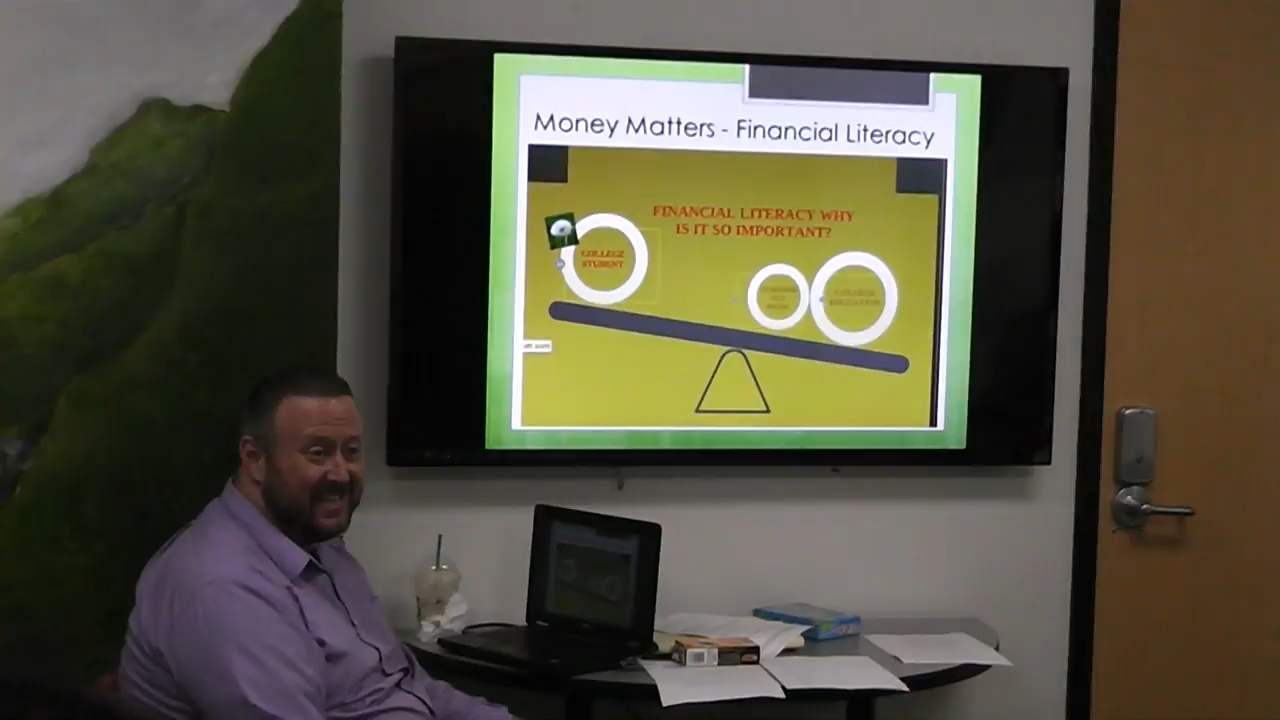 Money Matters - Financial Literacy
FINANCIAL LITERACY WHY
IS IT SO IMPORTANT?
COLLEGE
STUDENT